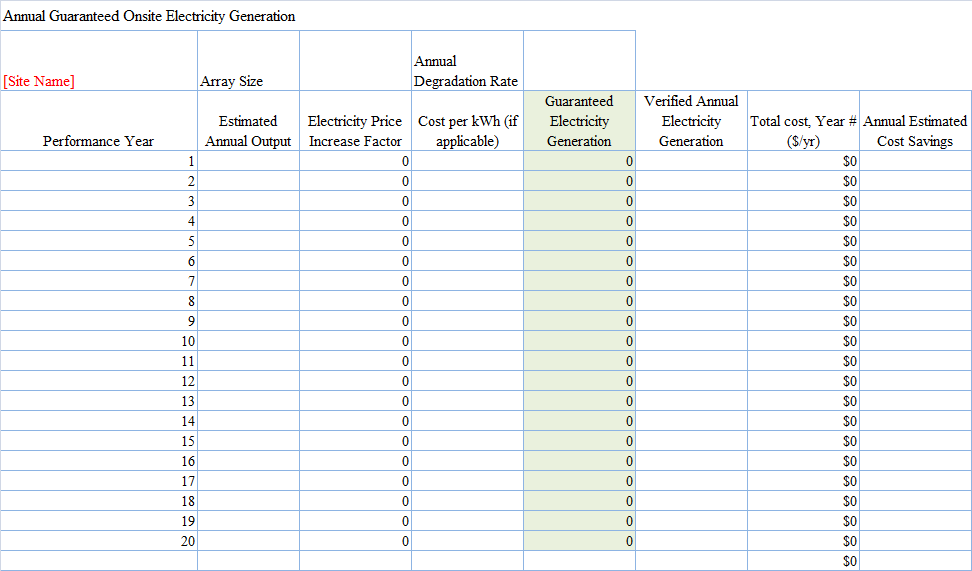 Annual Guaranteed Onsite Electricity Generation
Annual
[Site Name] Array Size Degradation Rate
Guaranteed Verified Annual
Estimated Electricity Price Cost per kWh (if Electricity Electricity Total cost, Year # Annual Estimated
Performance Year Annual Output Increase Factor applicable) Generation Generation ($/yr) Cost Savings
1 0 0 $0
2 0 0 $0
3 0 0 $0
4 0 0 $0
5 0 0 $0
6 0 0 $0
7 0 0 $0
8 0 0 $0
9 0 0 $0
10 0 0 $0
11 0 0 $0
12 0 0 $0
13 0 0 $0
14 0 0 $0
15 0 0 $0
16 0 0 $0
17 0 0 $0
18 0 0 $0
19 0 0 $0
20 0 0 $0
$0